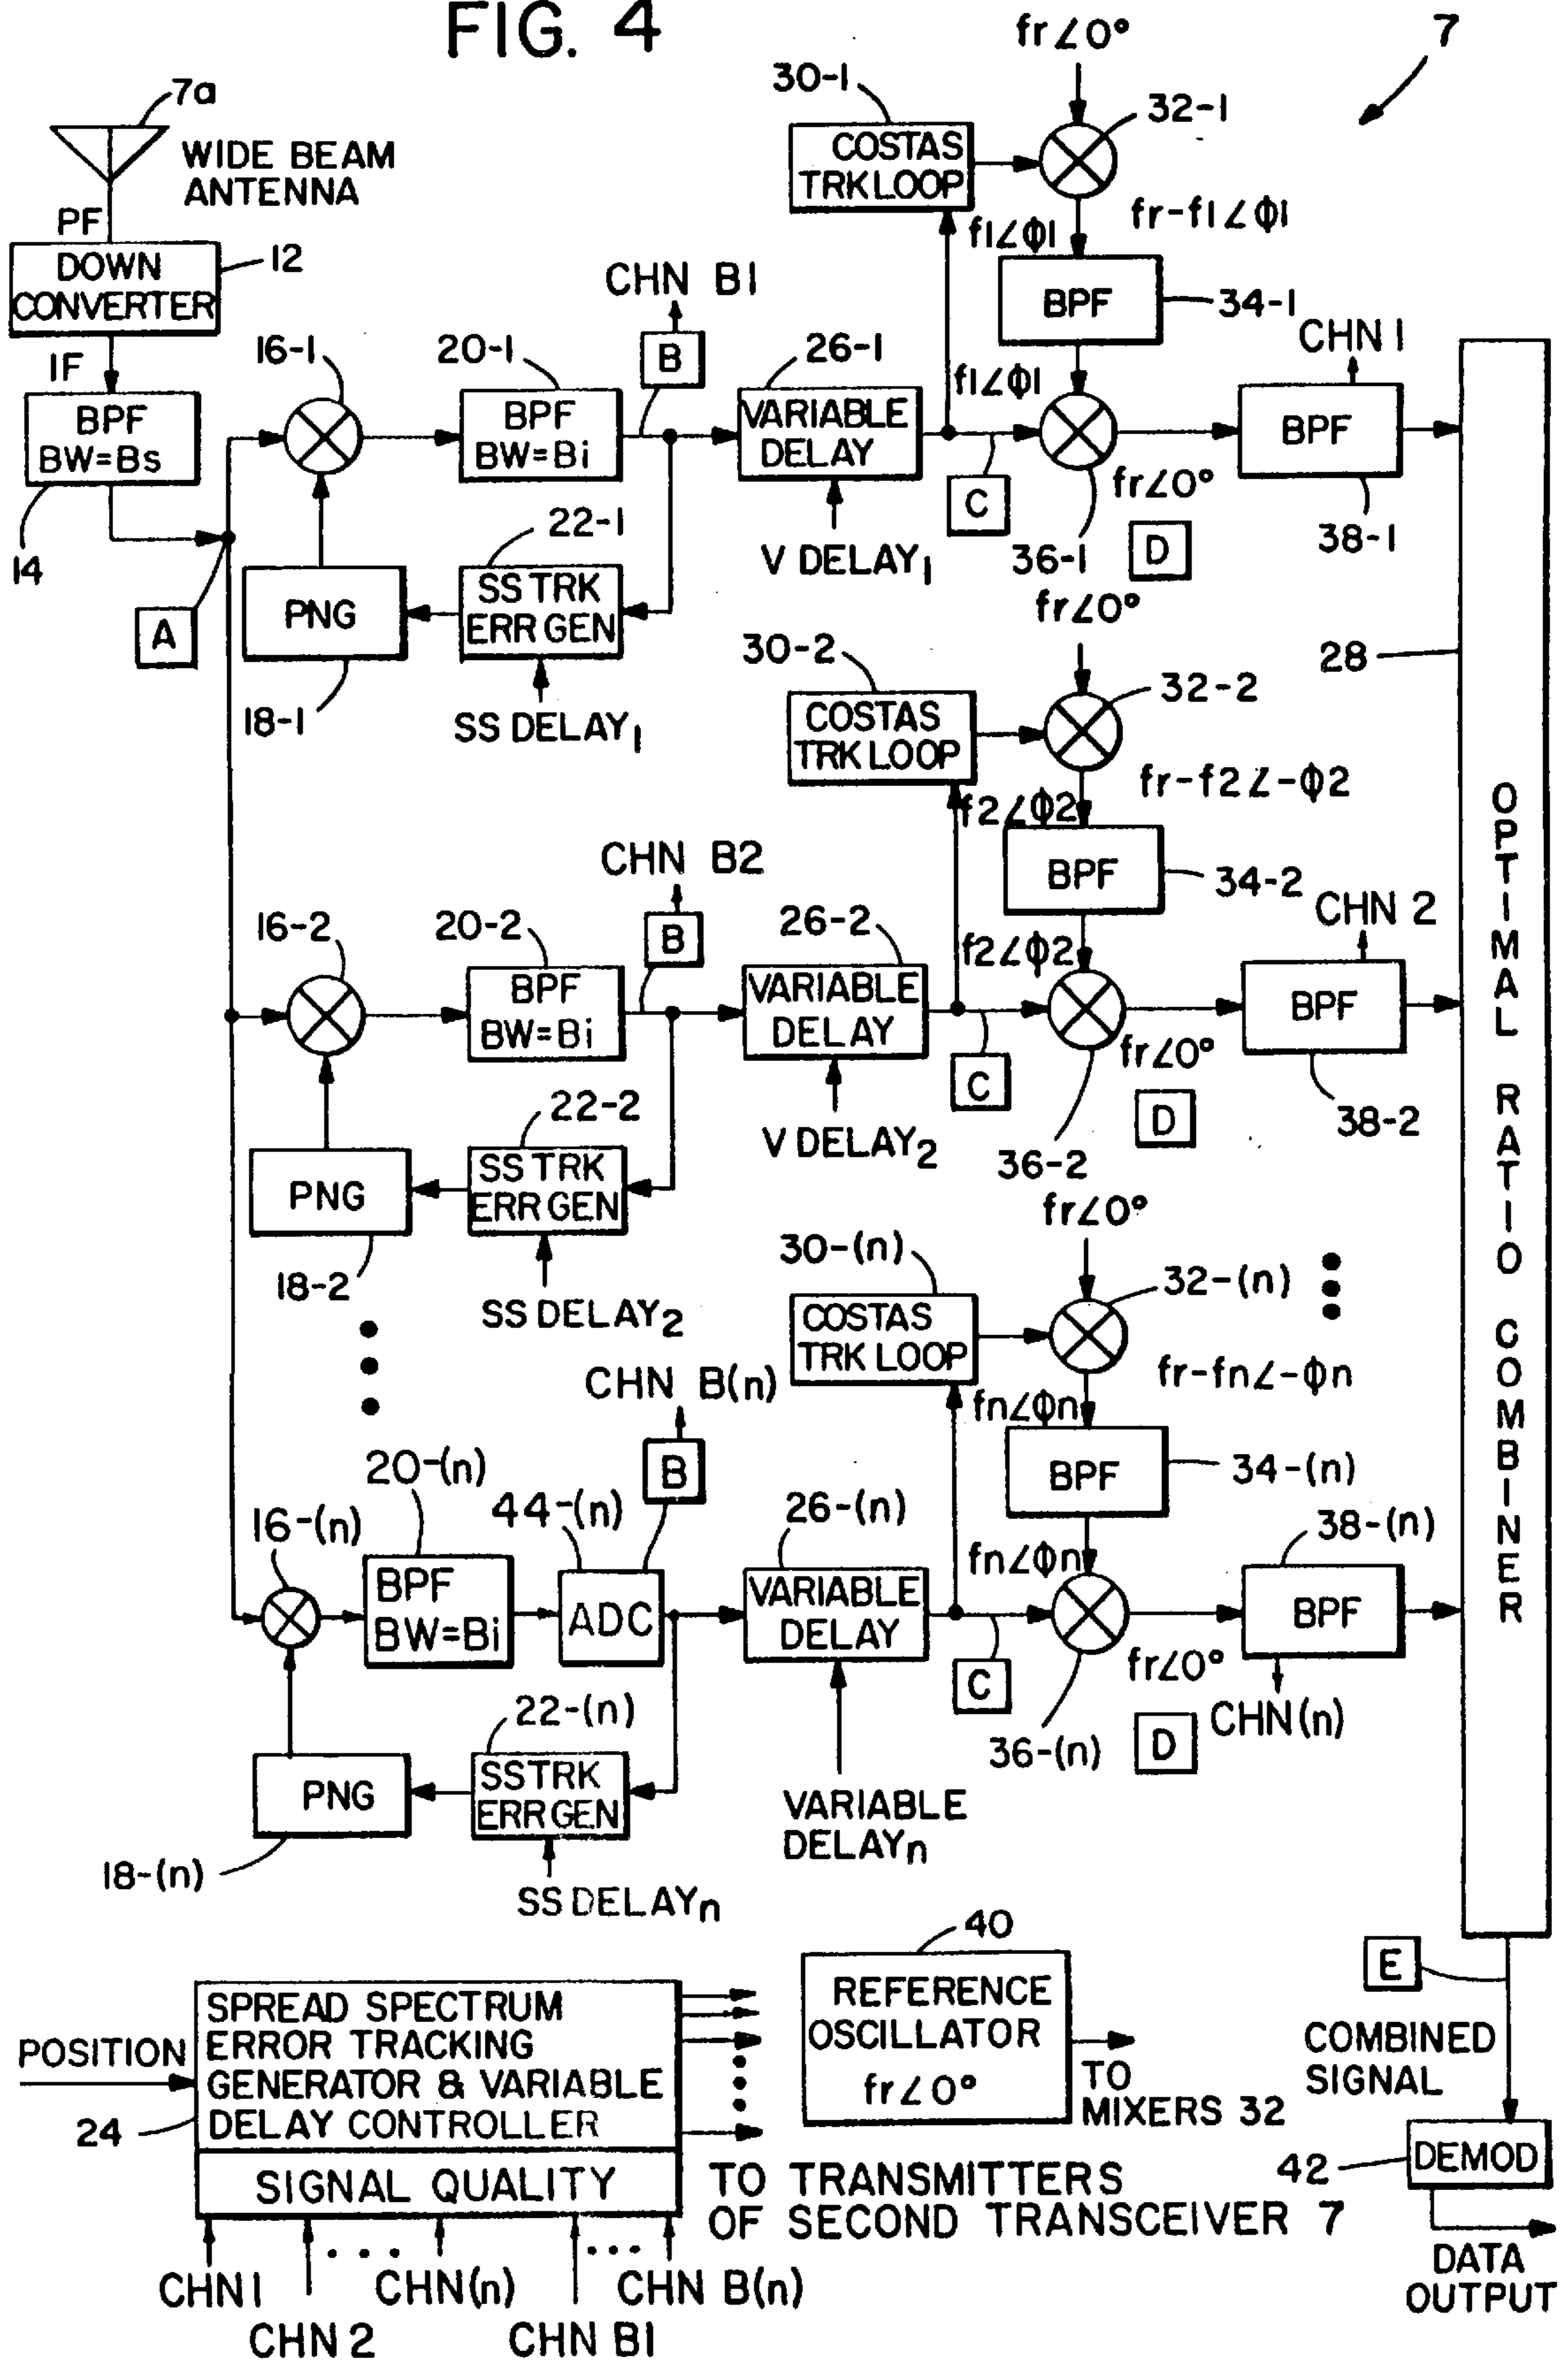 FIG. 4
7
7a
WIDE BEAM
ANTENNA
PF
DOWN
CONVERTER
12
IF
BPF
BW=Bs
14
A
16-1
20-1
BPF
BW=Bi
CHN B1
B
26-1
VARIABLE
DELAY
V DELAY1
22-1
SS TRK
ERR GEN
PNG
18-1
SS DELAY1
30-1
COSTAS
TRK LOOP
fr∠0°
32-1
fr-f1∠ϕ1
f1∠ϕ1
BPF
34-1
f1∠ϕ1
C
36-1
fr∠0°
D
CHN 1
BPF
38-1
28
OPTIMAL RATIO COMBINER
16-2
20-2
BPF
BW=Bi
CHN B2
B
26-2
VARIABLE
DELAY
V DELAY2
22-2
SS TRK
ERR GEN
PNG
18-2
SS DELAY2
30-2
COSTAS
TRK LOOP
fr∠0°
32-2
fr-f2∠-ϕ2
f2∠ϕ2
BPF
34-2
f2∠ϕ2
C
36-2
fr∠0°
D
CHN 2
BPF
38-2
16-(n)
20-(n)
BPF
BW=Bi
44-(n)
ADC
CHN B(n)
B
26-(n)
VARIABLE
DELAY
VARIABLE
DELAYn
22-(n)
SS TRK
ERR GEN
PNG
18-(n)
SS DELAYn
30-(n)
COSTAS
TRK LOOP
fr∠0°
32-(n)
fr-fn∠-ϕn
fn∠ϕn
BPF
34-(n)
fn∠ϕn
C
36-(n)
fr∠0°
D
38-(n)
BPF
CHN(n)
POSITION
24
SPREAD SPECTRUM
ERROR TRACKING
GENERATOR & VARIABLE
DELAY CONTROLLER
SIGNAL QUALITY
CHN 1
CHN 2
CHN(n)
CHN B1
CHN B(n)
TO TRANSMITTERS
OF SECOND TRANSCEIVER 7
40
REFERENCE
OSCILLATOR
fr∠0°
TO
MIXERS 32
E
COMBINED
SIGNAL
42
DEMOD
DATA
OUTPUT